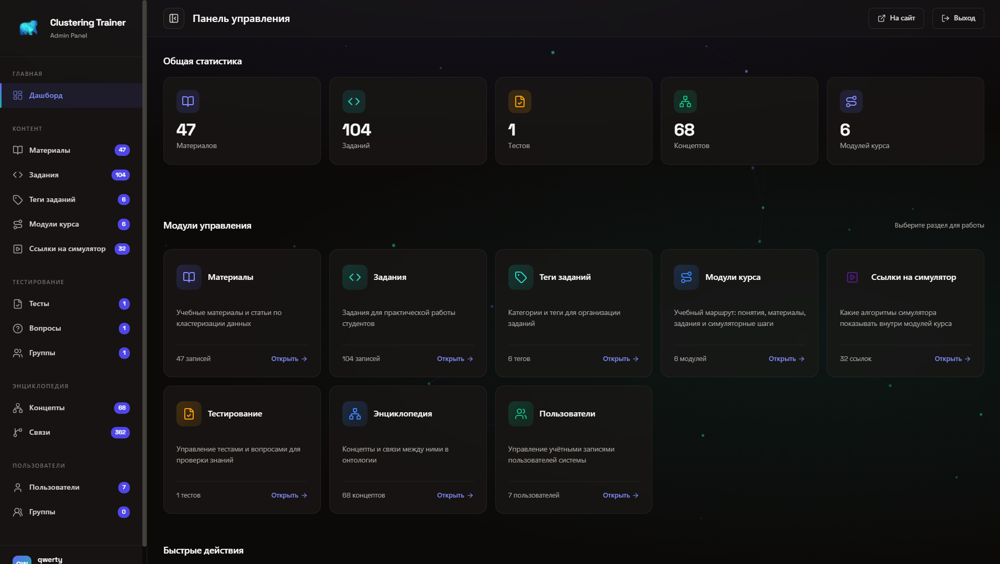 Clustering Trainer
Admin Panel
ГЛАВНАЯ
Дашборд
КОНТЕНТ
Материалы 47
Задания 104
Теги заданий 6
Модули курса 6
Ссылки на симулятор 32
ТЕСТИРОВАНИЕ
Тесты 1
Вопросы 1
Группы 1
ЭНЦИКЛОПЕДИЯ
Концепты 68
Связи 362
ПОЛЬЗОВАТЕЛИ
Пользователи 7
Группы 0
qwerty
Панель управления
На сайт
Выход
Общая статистика
47
Материалов
104
Заданий
1
Тестов
68
Концептов
6
Модулей курса
Модули управления
Выберите раздел для работы
Материалы
Учебные материалы и статьи по
кластеризации данных
47 записей Открыть →
Задания
Задания для практической работы
студентов
104 записей Открыть →
Теги заданий
Категории и теги для организации
заданий
6 тегов Открыть →
Модули курса
Учебный маршрут: понятия, материалы,
задания и симуляторные шаги
6 модулей Открыть →
Ссылки на симулятор
Какие алгоритмы симулятора
показывать внутри модулей курса
32 ссылок Открыть →
Тестирование
Управление тестами и вопросами для
проверки знаний
1 тестов Открыть →
Энциклопедия
Концепты и связи между ними в
онтологии
68 концептов Открыть →
Пользователи
Управление учётными записями
пользователей системы
7 пользователей Открыть →
Быстрые действия